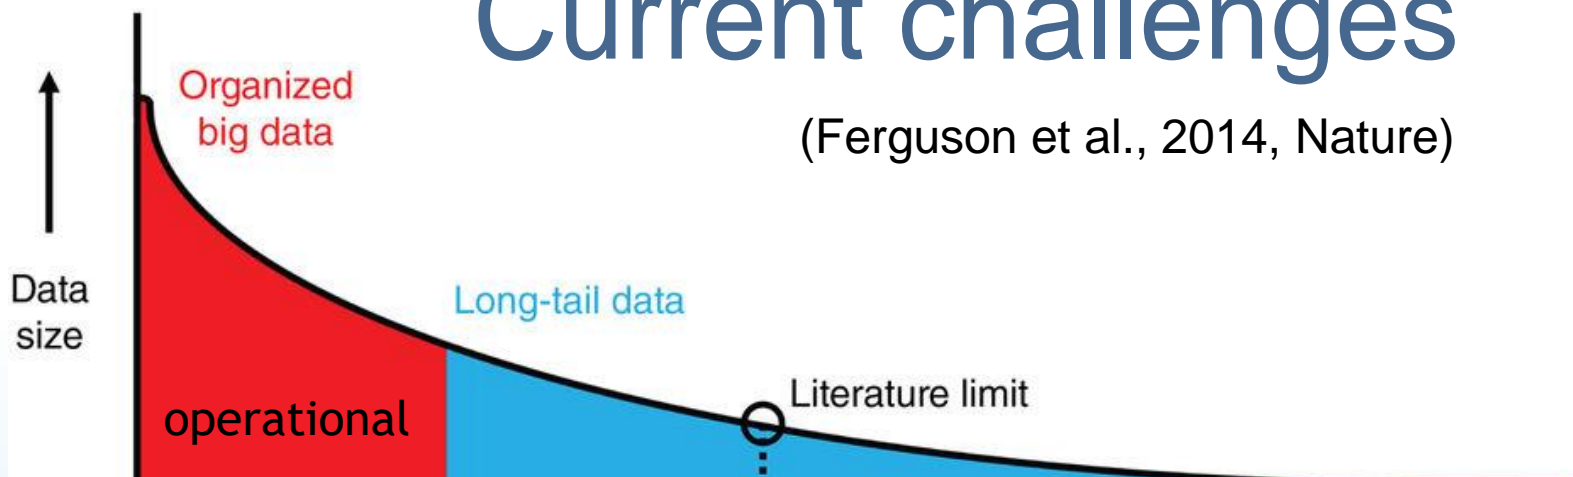 Current challenges
(Ferguson et al., 2014, Nature)
Organized
big data
Data
size
Long-tail data
Literature limit
operational